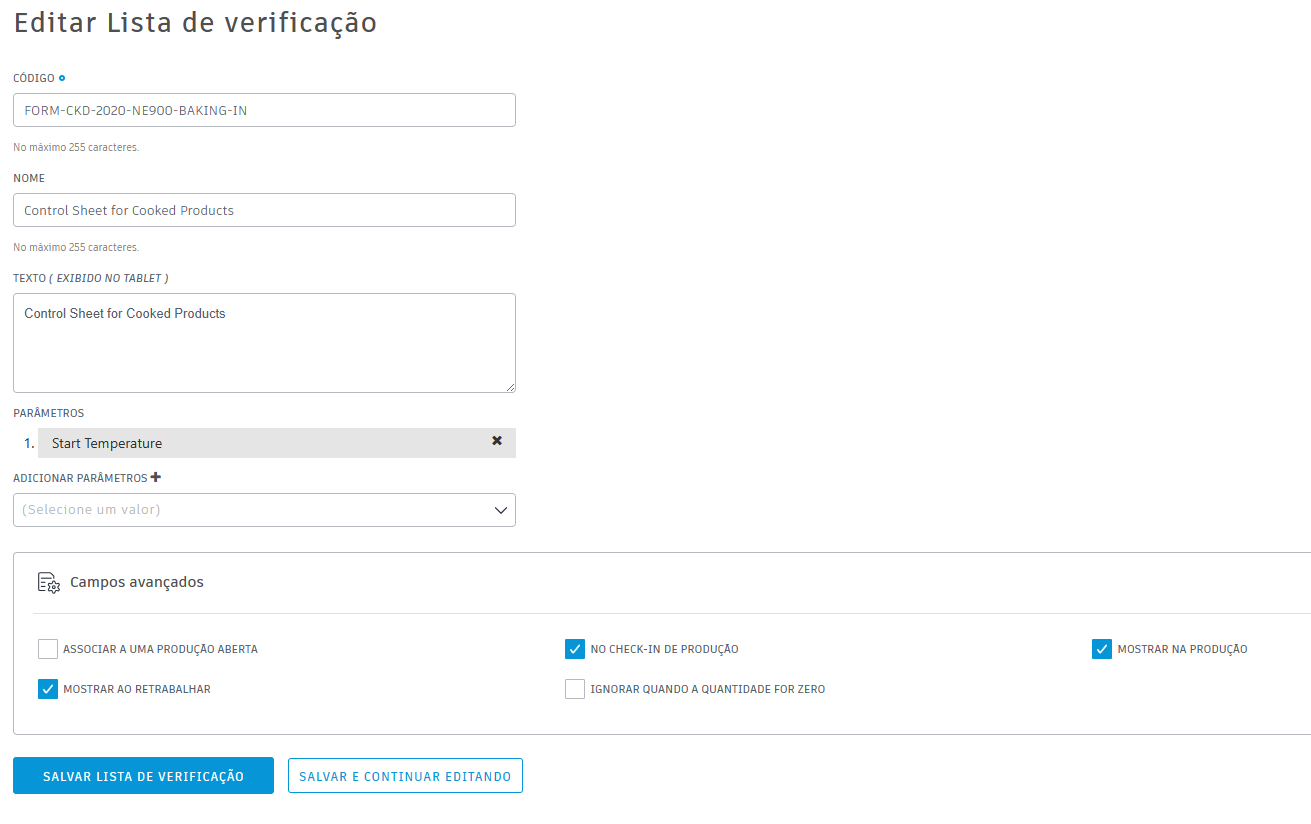 Editar Lista de verificação
CÓDIGO
FORM-CKD-2020-NE900-BAKING-IN
No máximo 255 caracteres.
NOME
Control Sheet for Cooked Products
No máximo 255 caracteres.
TEXTO ( EXIBIDO NO TABLET )
Control Sheet for Cooked Products
PARÂMETROS
1. Start Temperature
ADICIONAR PARÂMETROS
(Selecione um valor)
Campos avançados
ASSOCIAR A UMA PRODUÇÃO ABERTA
NO CHECK-IN DE PRODUÇÃO
MOSTRAR NA PRODUÇÃO
MOSTRAR AO RETRABALHAR
IGNORAR QUANDO A QUANTIDADE FOR ZERO
SALVAR LISTA DE VERIFICAÇÃO
SALVAR E CONTINUAR EDITANDO